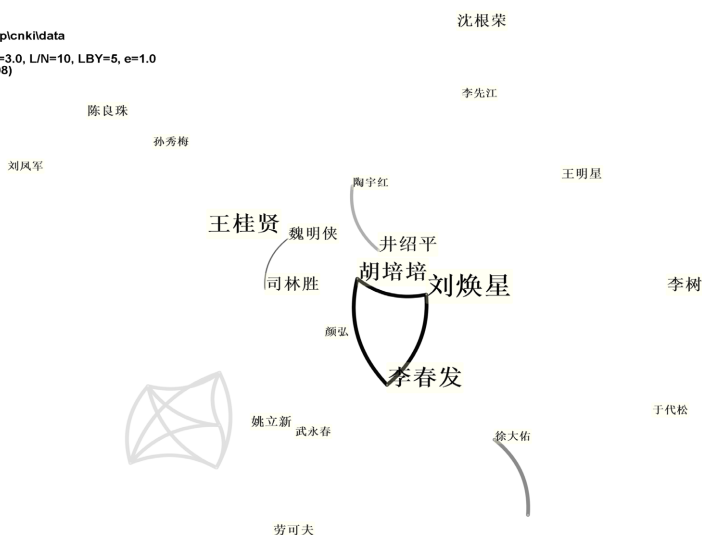 沈根荣
p\cnki\data
=3.0, L/N=10, LBY=5, e=1.0
8)
李先江
陈良珠
孙秀梅
刘凤军
王明星
陶宇红
王桂贤
魏明侠
井绍平
胡培培
司林胜
刘焕星
李树
颜弘
李春发
于代松
姚立新
武永春
徐大佑
劳可夫